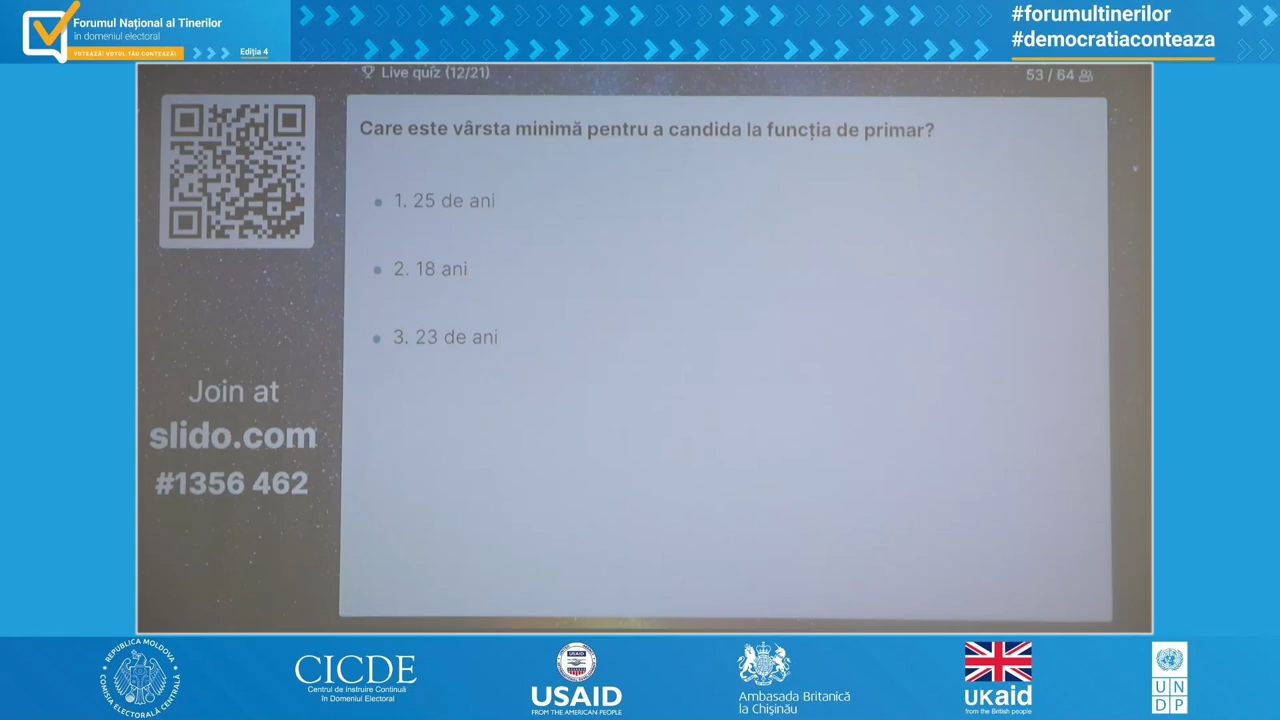 Forumul Național al Tinerilor
în domeniul electoral
VOTEAZĂ! VOTUL TĂU CONTEAZĂ!
Ediția 4
#forumultinerilor
#democratiaconteaza
Live quiz (12/21)
53 / 64
Care este vârsta minimă pentru a candida la funcția de primar?
1. 25 de ani
2. 18 ani
3. 23 de ani
Join at
slido.com
#1356 462
REPUBLICA MOLDOVA
COMISIA ELECTORALĂ CENTRALĂ
CICDE
Centrul de Instruire Continuă
în Domeniul Electoral
USAID
USAID
FROM THE AMERICAN PEOPLE
Ambasada Britanică
la Chișinău
UKaid
from the British people
U N
D P